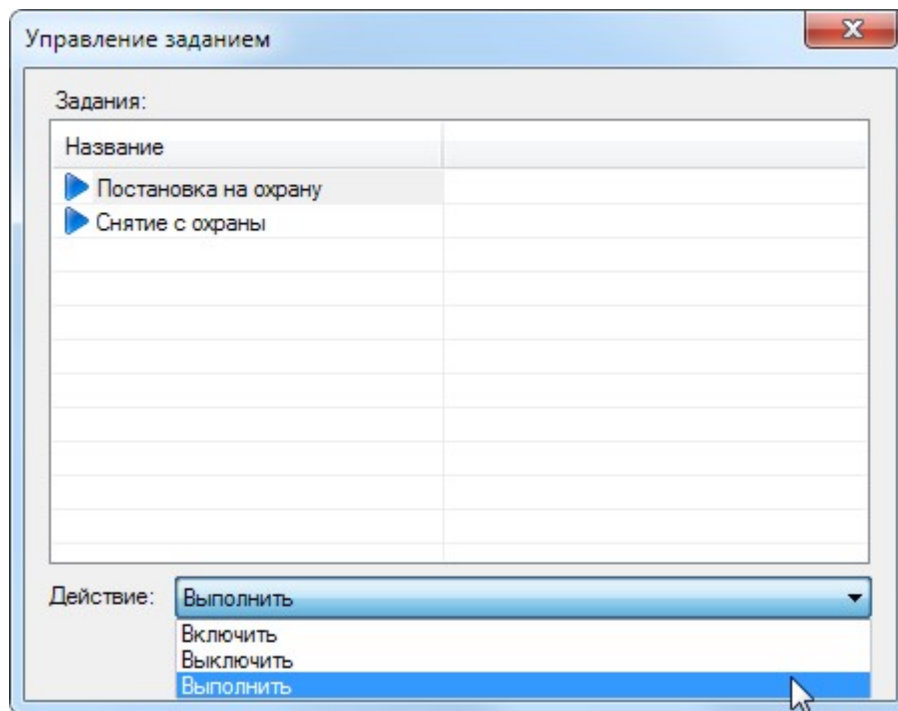 Управление заданием
Задания:
Название
Постановка на охрану
Снятие с охраны
Действие: Выполнить
Включить
Выключить
Выполнить